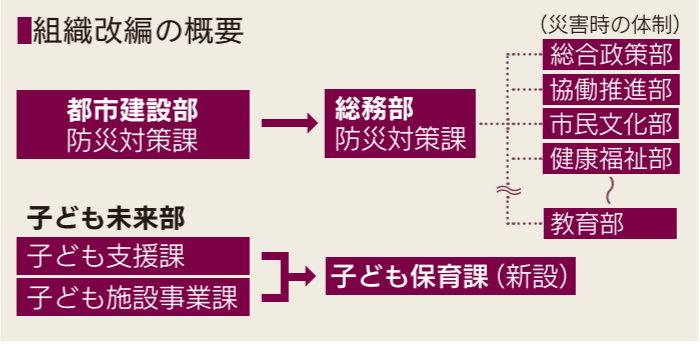 組織改編の概要
(災害時の体制)
都市建設部
防災対策課
総務部
防災対策課
総合政策部
協働推進部
市民文化部
健康福祉部
教育部
子ども未来部
子ども支援課
子ども施設事業課
子ども保育課(新設)